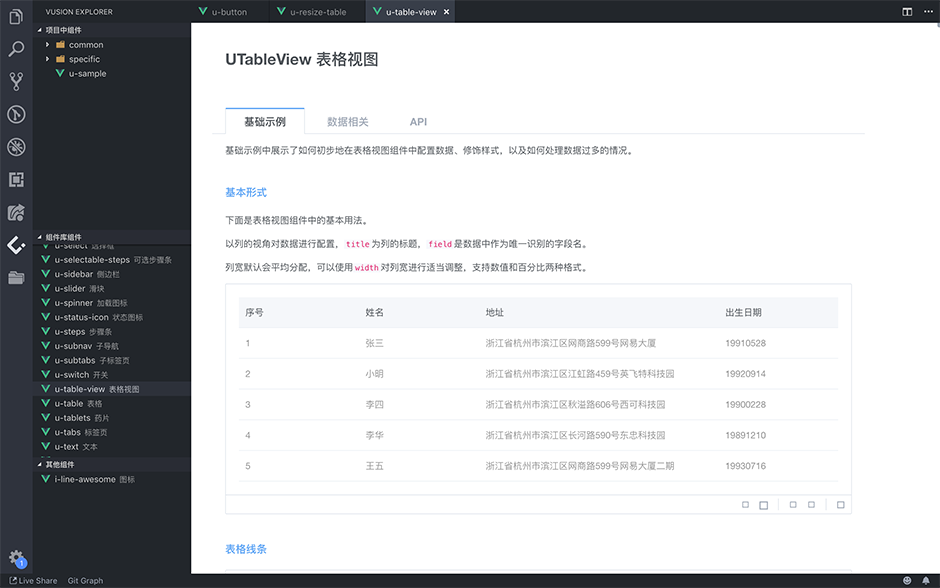 VUSION EXPLORER
u-button
u-resize-table
u-table-view ×
项目中组件
common
specific
u-sample
组件库组件
u-select 选择框
u-selectable-steps 可选步骤条
u-sidebar 侧边栏
u-slider 滑块
u-spinner 加载图标
u-status-icon 状态图标
u-steps 步骤条
u-subnav 子导航
u-subtabs 子标签页
u-switch 开关
u-table-view 表格视图
u-table 表格
u-tablets 药片
u-tabs 标签页
u-text 文本
其他组件
i-line-awesome 图标
1
Live Share
Git Graph
UTableView 表格视图
基础示例
数据相关
API
基础示例中展示了如何初步地在表格视图组件中配置数据、修饰样式，以及如何处理数据过多的情况。
基本形式
下面是表格视图组件中的基本用法。
以列的视角对数据进行配置，title为列的标题，field是数据中作为唯一识别的字段名。
列宽默认会平均分配，可以使用width对列宽进行适当调整，支持数值和百分比两种格式。
序号 姓名 地址 出生日期
1 张三 浙江省杭州市滨江区网商路599号网易大厦 19910528
2 小明 浙江省杭州市滨江区江虹路459号英飞特科技园 19920914
3 李四 浙江省杭州市滨江区秋溢路606号西可科技园 19900228
4 李华 浙江省杭州市滨江区长河路590号东忠科技园 19891210
5 王五 浙江省杭州市滨江区网商路599号网易大厦二期 19930716
表格线条